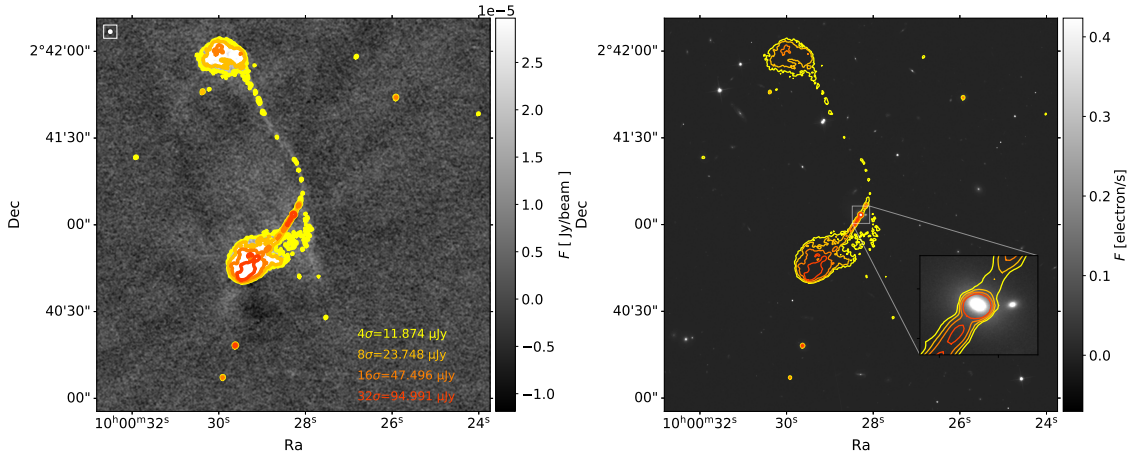 1e−5
2°42'00"
41'30"
00"
40'30"
00"
Dec
10ʰ00ᵐ32ˢ 30ˢ 28ˢ 26ˢ 24ˢ
Ra
4σ=11.874 μJy
8σ=23.748 μJy
16σ=47.496 μJy
32σ=94.991 μJy
2.5
2.0
1.5
1.0
0.5
0.0
−0.5
−1.0
F [ Jy/beam ]
2°42'00"
41'30"
00"
40'30"
00"
Dec
10ʰ00ᵐ32ˢ 30ˢ 28ˢ 26ˢ 24ˢ
Ra
0.4
0.3
0.2
0.1
0.0
F [electron/s]